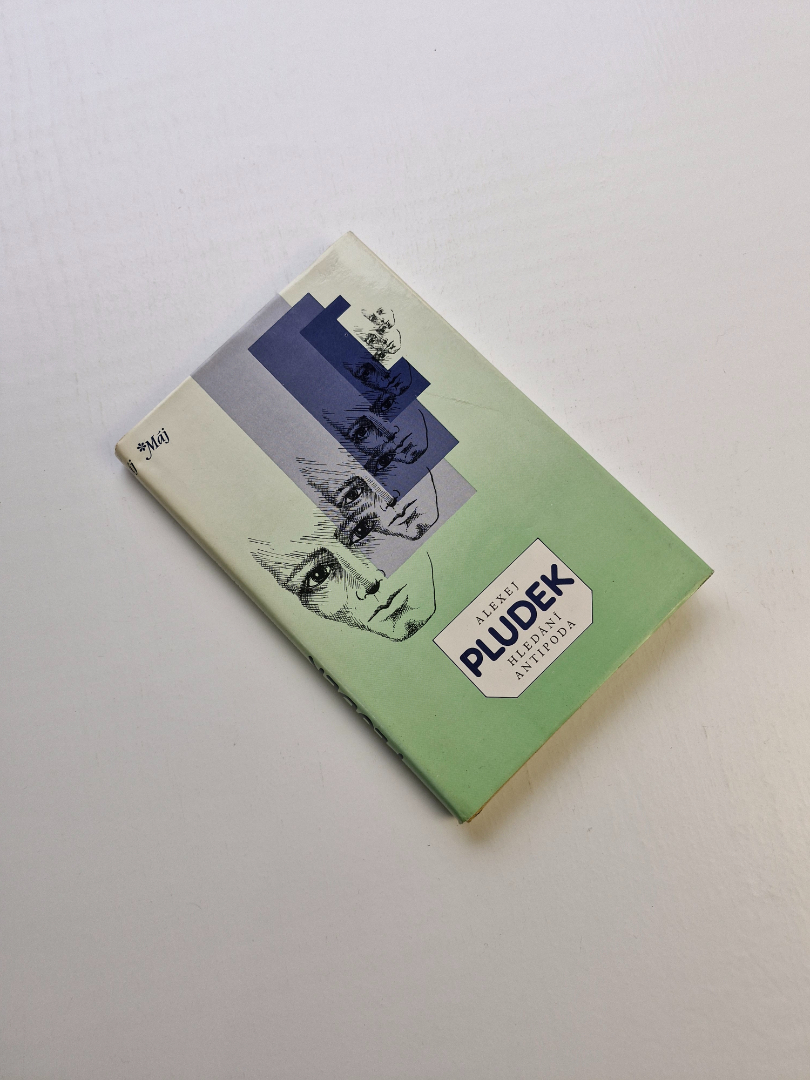 *Máj
ALEXEJ
PLUDEK
HLEDÁNÍ
ANTIPODA